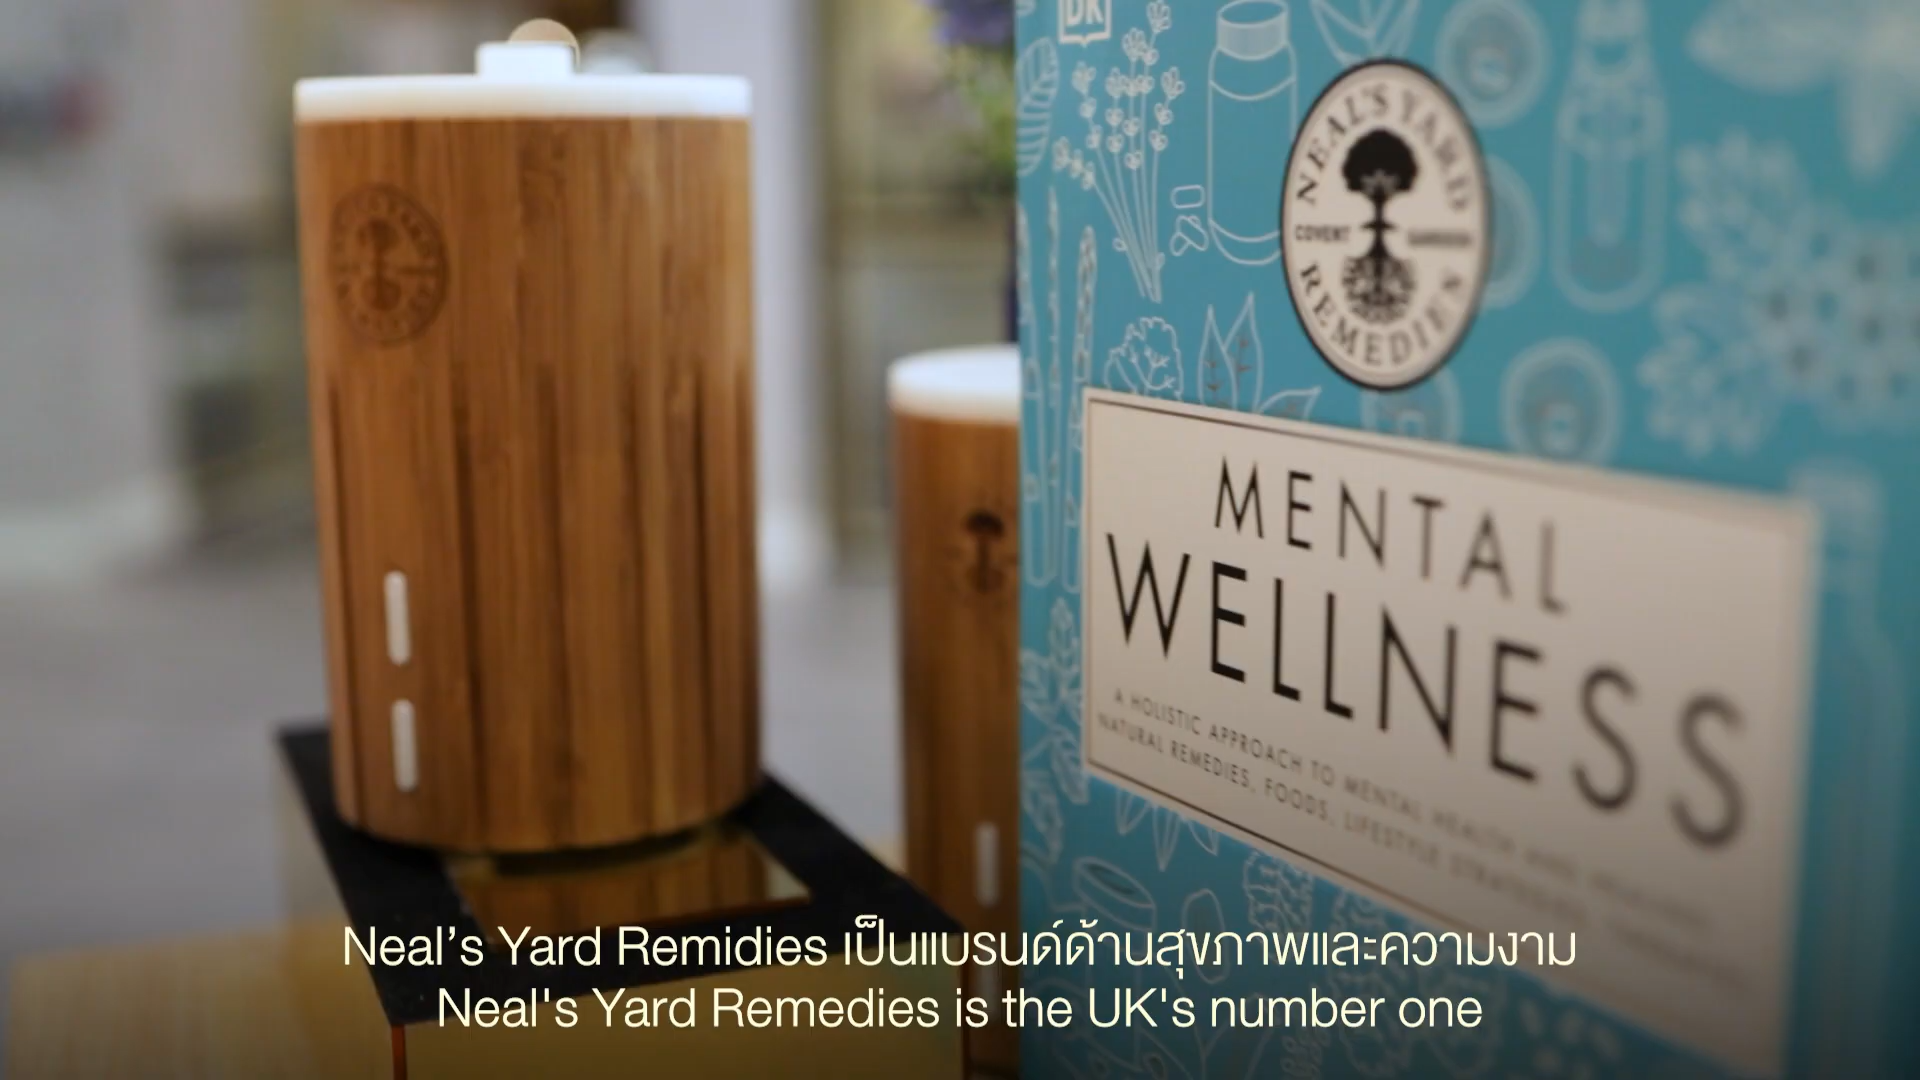 DK
NEAL'S YARD
COVENT GARDEN
REMEDIES
MENTAL
WELLNESS
A HOLISTIC APPROACH TO MENTAL HEALTH AND
NATURAL REMEDIES, FOODS, LIFESTYLE STRATEGIES
Neal’s Yard Remidies เป็นแบรนด์ด้านสุขภาพและความงาม
Neal's Yard Remedies is the UK's number one